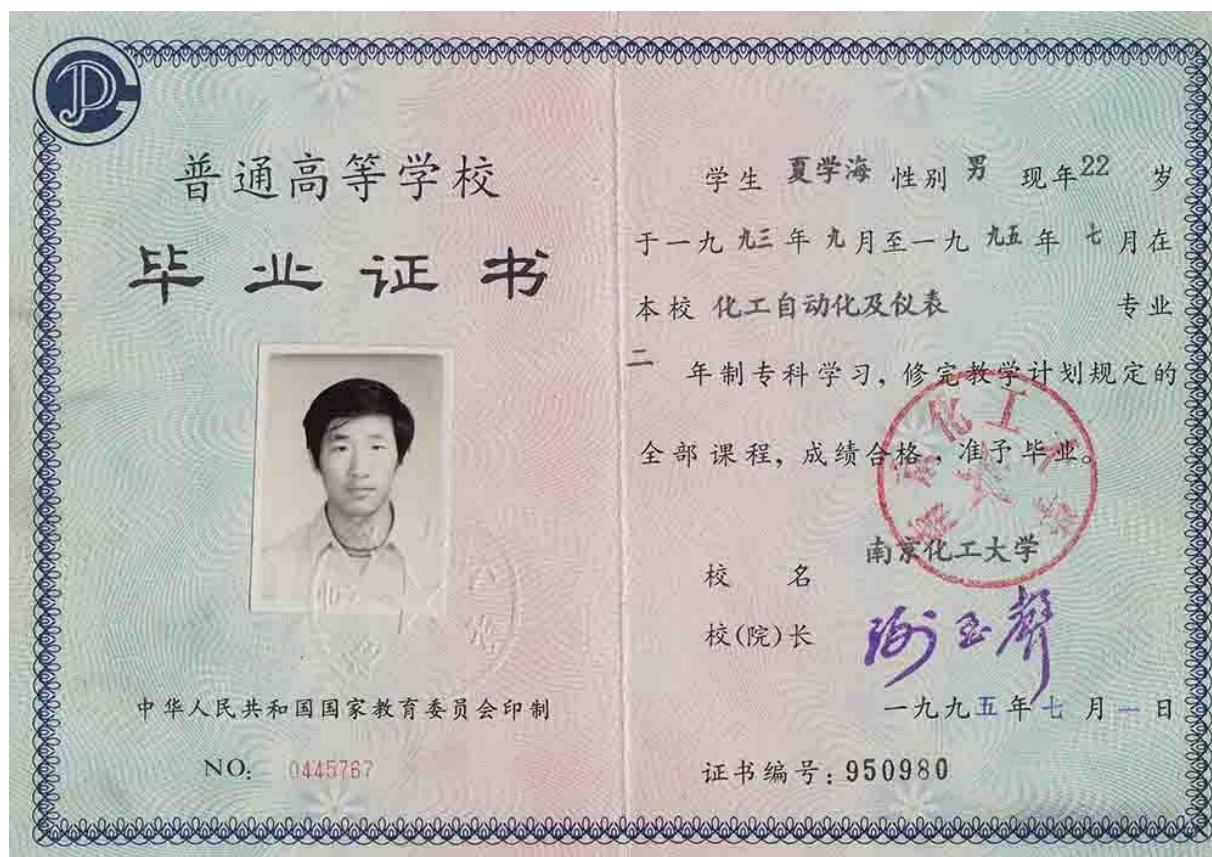 普通高等学校
毕业证书
中华人民共和国国家教育委员会印制
NO: 0445767
学生 夏学海 性别 男 现年22 岁
于一九九三年九月至一九九五年七月在
本校 化工自动化及仪表 专业
二年制专科学习,修完教学计划规定的
全部课程,成绩合格,准予毕业。
校名 南京化工大学
校(院)长
一九九五年七月一日
证书编号:950980